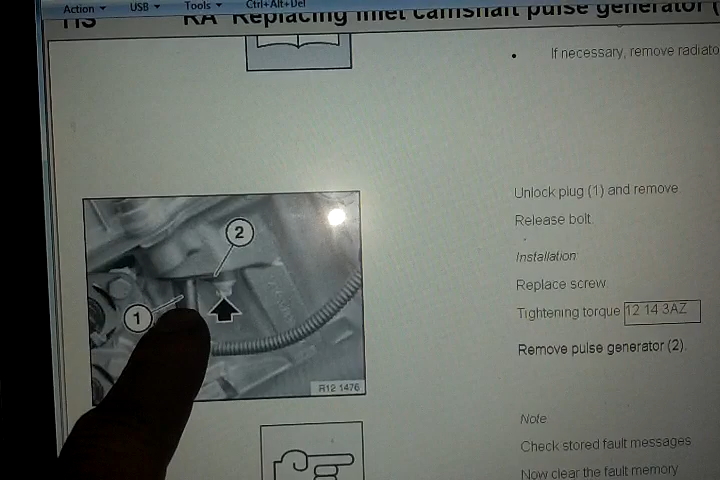 Action USB Tools Ctrl+Alt+Del
RA Replacing inlet camshaft pulse generator (
If necessary, remove radiato
Unlock plug (1) and remove.
Release bolt.
Installation:
Replace screw.
Tightening torque 12 14 3AZ
Remove pulse generator (2).
2
1
R12 1476
Note
Check stored fault messages
Now clear the fault memory